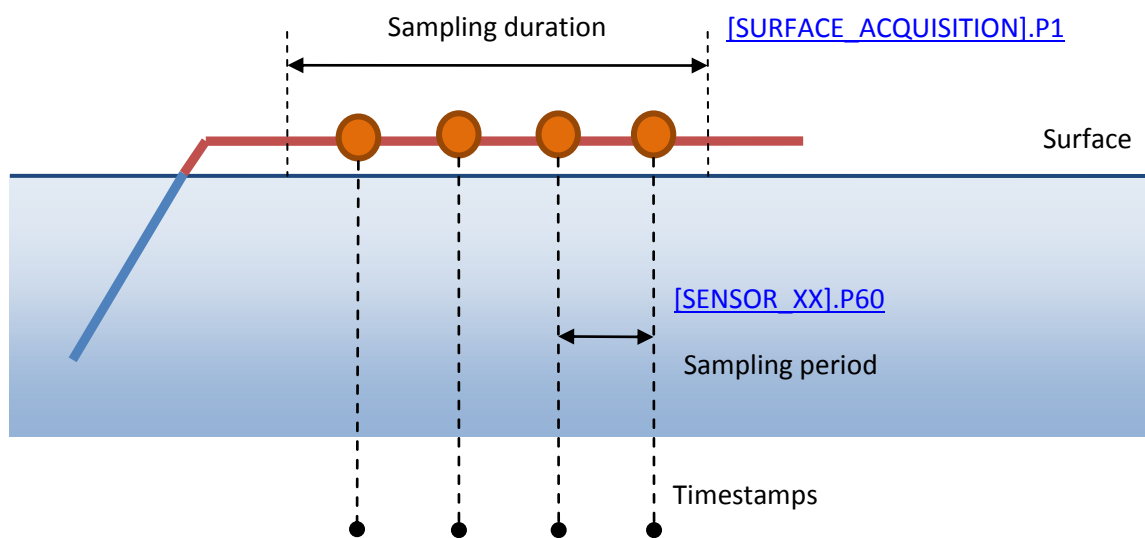 Sampling duration
[SURFACE_ACQUISITION].P1
Surface
[SENSOR_XX].P60
Sampling period
Timestamps